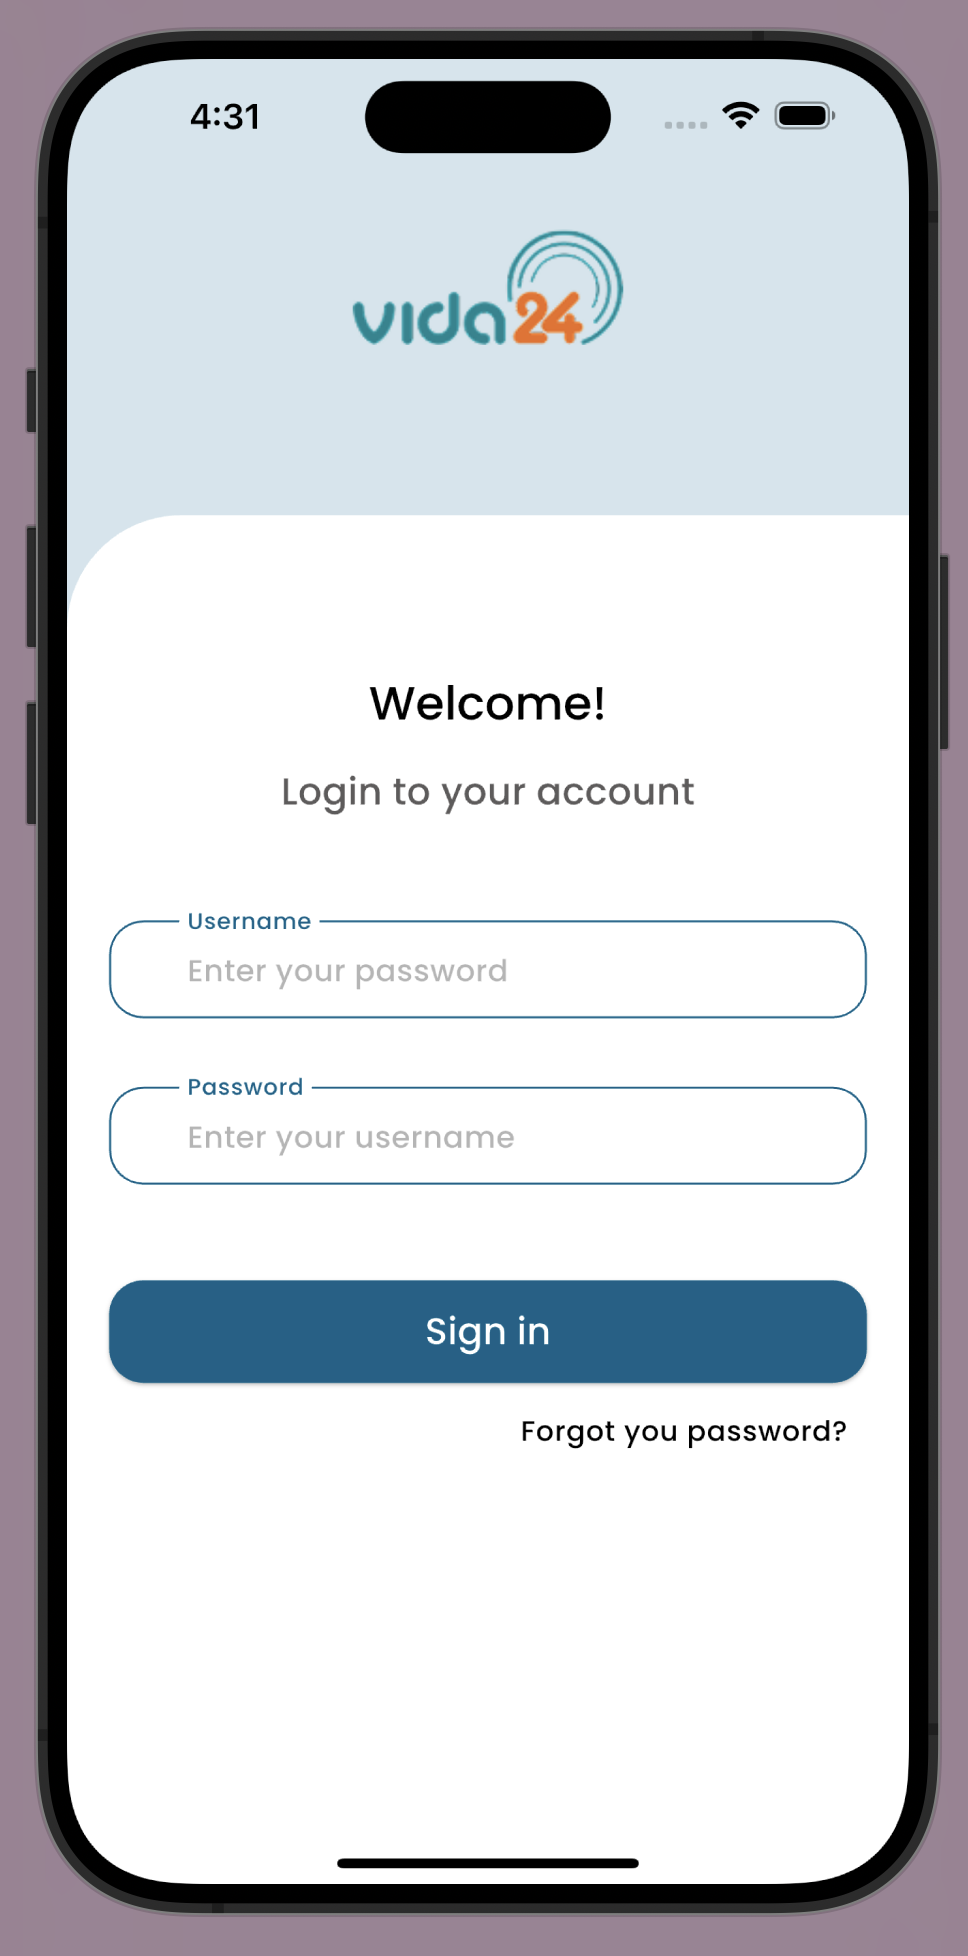 4:31
vida24
Welcome!
Login to your account
Username
Enter your password
Password
Enter your username
Sign in
Forgot you password?